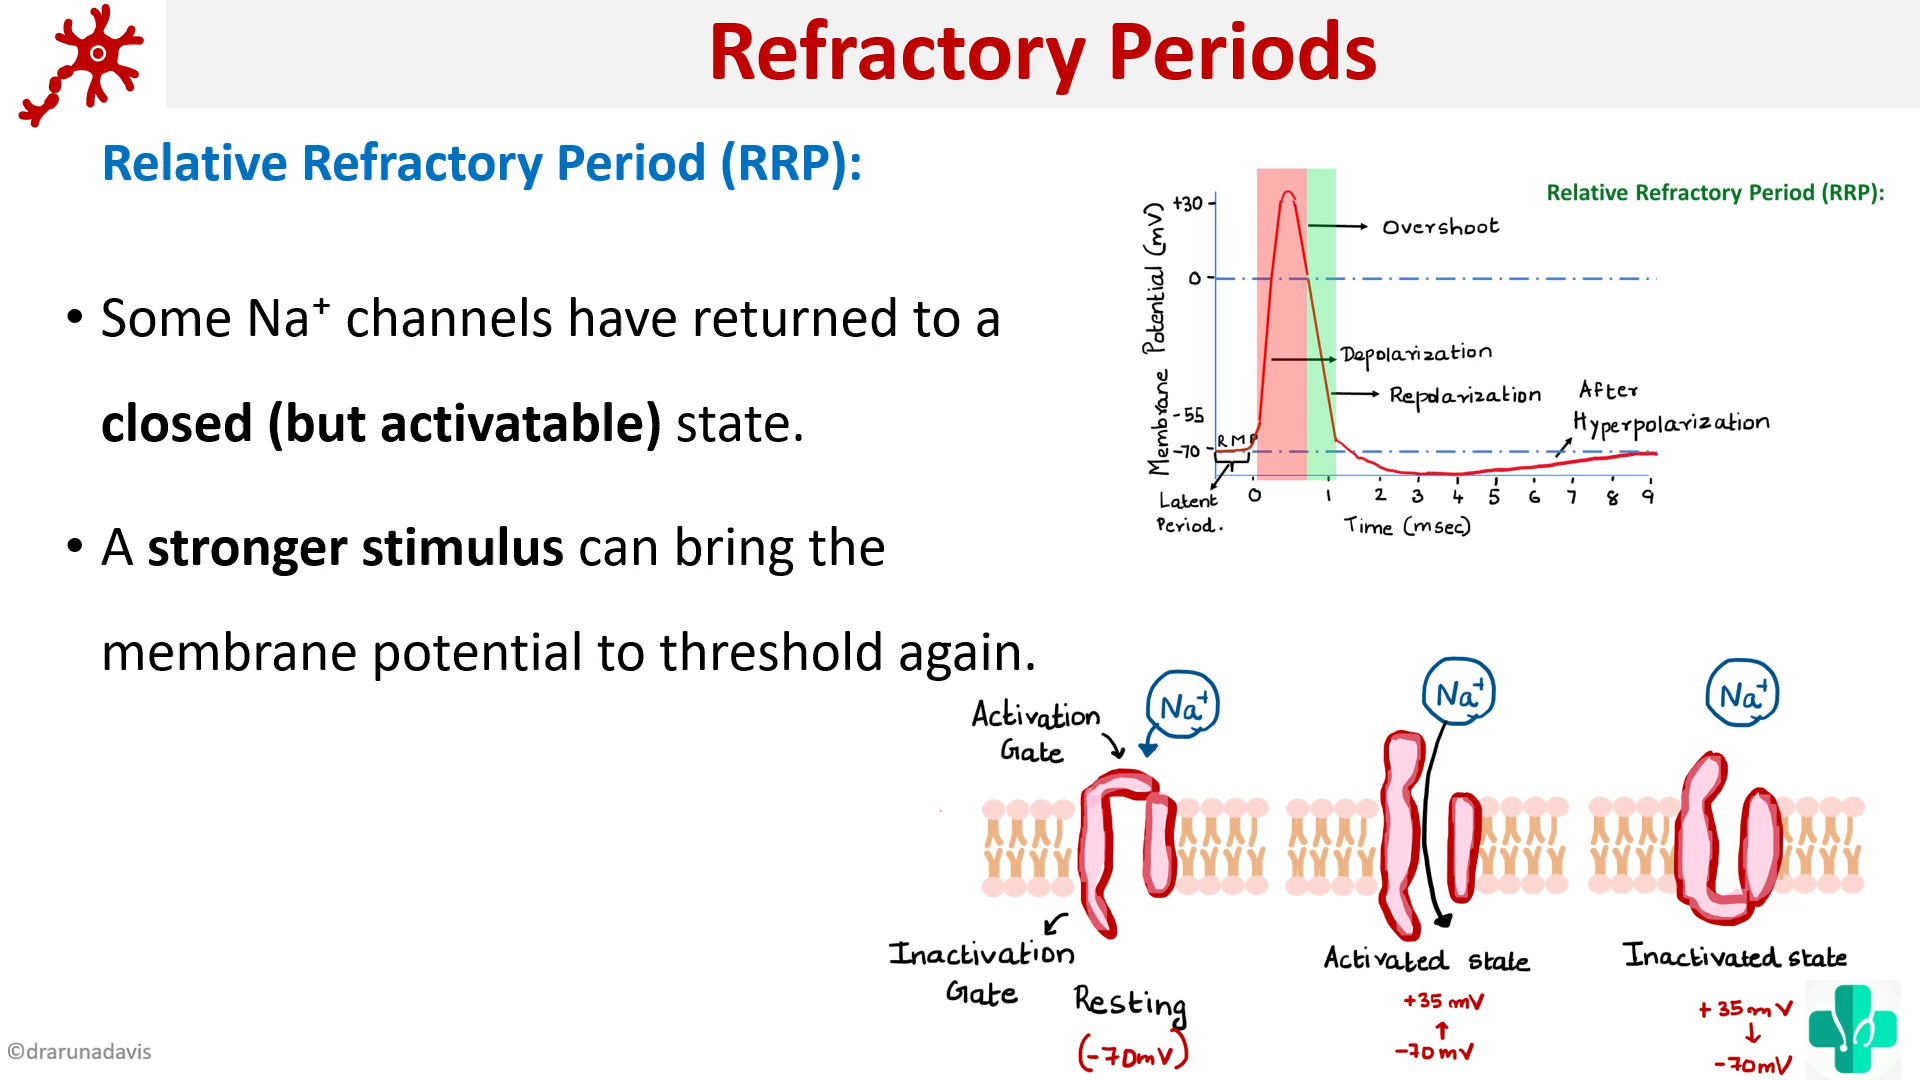 Refractory Periods
Relative Refractory Period (RRP):
• Some Na⁺ channels have returned to a
closed (but activatable) state.
• A stronger stimulus can bring the
membrane potential to threshold again.
Relative Refractory Period (RRP):
Membrane Potential (mV)
+30
0
-55
-70
Overshoot
Depolarization
Repolarization
After
Hyperpolarization
RMP
Latent
Period.
0 1 2 3 4 5 6 7 8 9
Time (msec)
Activation
Gate
Na⁺
Na⁺
Na⁺
Inactivation
Gate
Resting
(-70mV)
Activated state
+35 mV
↑
-70 mV
Inactivated state
+35mV
↓
-70mV
©drarunadavis